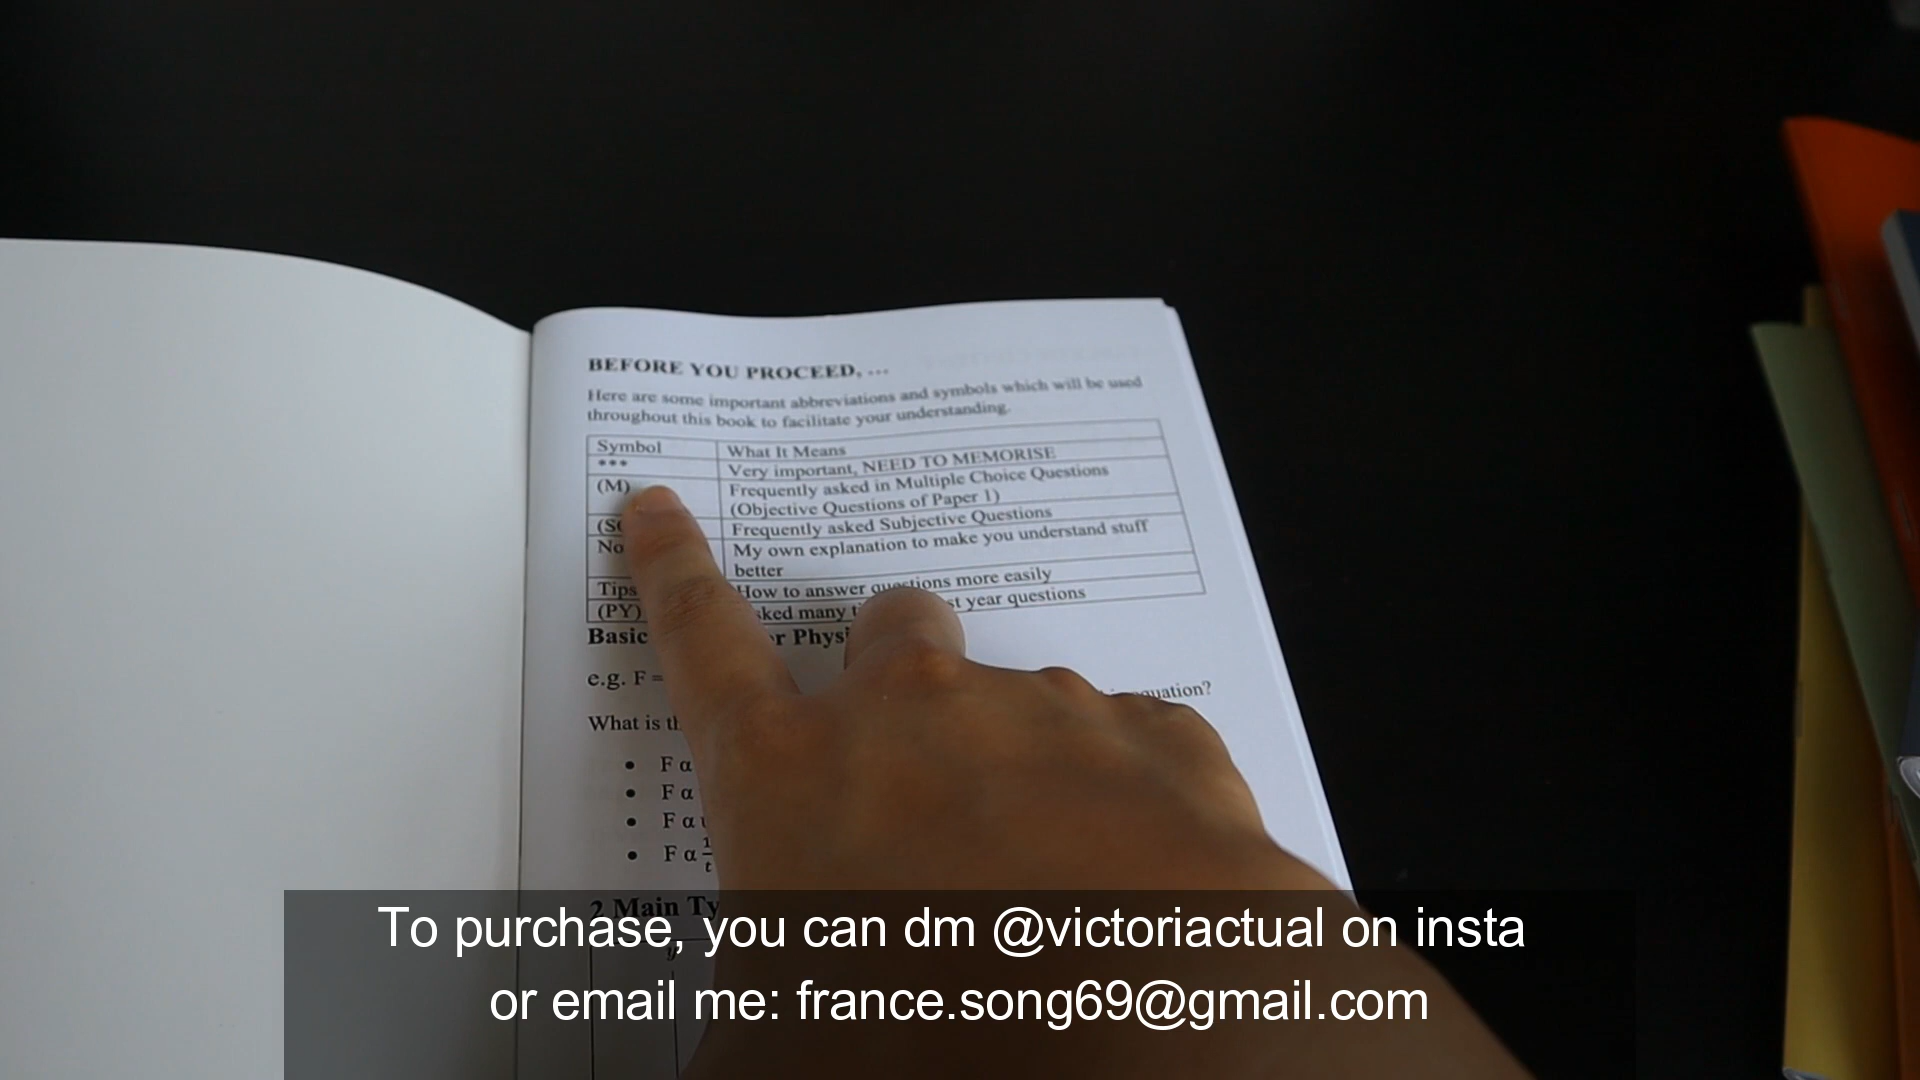 BEFORE YOU PROCEED, ...
Here are some important abbreviations and symbols which will be used
throughout this book to facilitate your understanding.
Symbol What It Means
*** Very important, NEED TO MEMORISE
(M) Frequently asked in Multiple Choice Questions
(Objective Questions of Paper 1)
Frequently asked Subjective Questions
My own explanation to make you understand stuff
better
Tips How to answer questions more easily
(PY) many year questions
Basic
e.g. F =
What is
• F α
• F α
• F α
• F α 1/t
2 Main
To purchase, you can dm @victoriactual on insta
or email me: france.song69@gmail.com